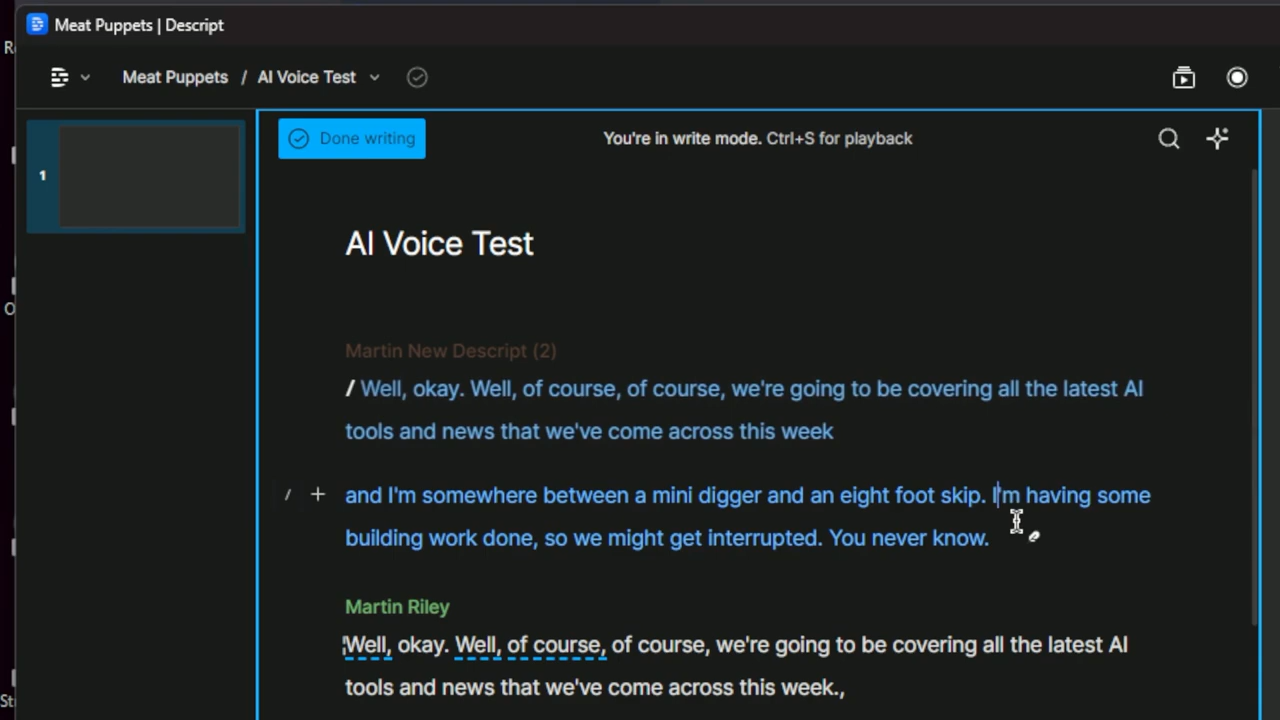 Meat Puppets | Descript
Meat Puppets / AI Voice Test
Done writing
You're in write mode. Ctrl+S for playback
1
AI Voice Test
Martin New Descript (2)
/ Well, okay. Well, of course, of course, we're going to be covering all the latest AI
tools and news that we've come across this week
/ + and I'm somewhere between a mini digger and an eight foot skip. I'm having some
building work done, so we might get interrupted. You never know.
Martin Riley
Well, okay. Well, of course, of course, we're going to be covering all the latest AI
tools and news that we've come across this week.,